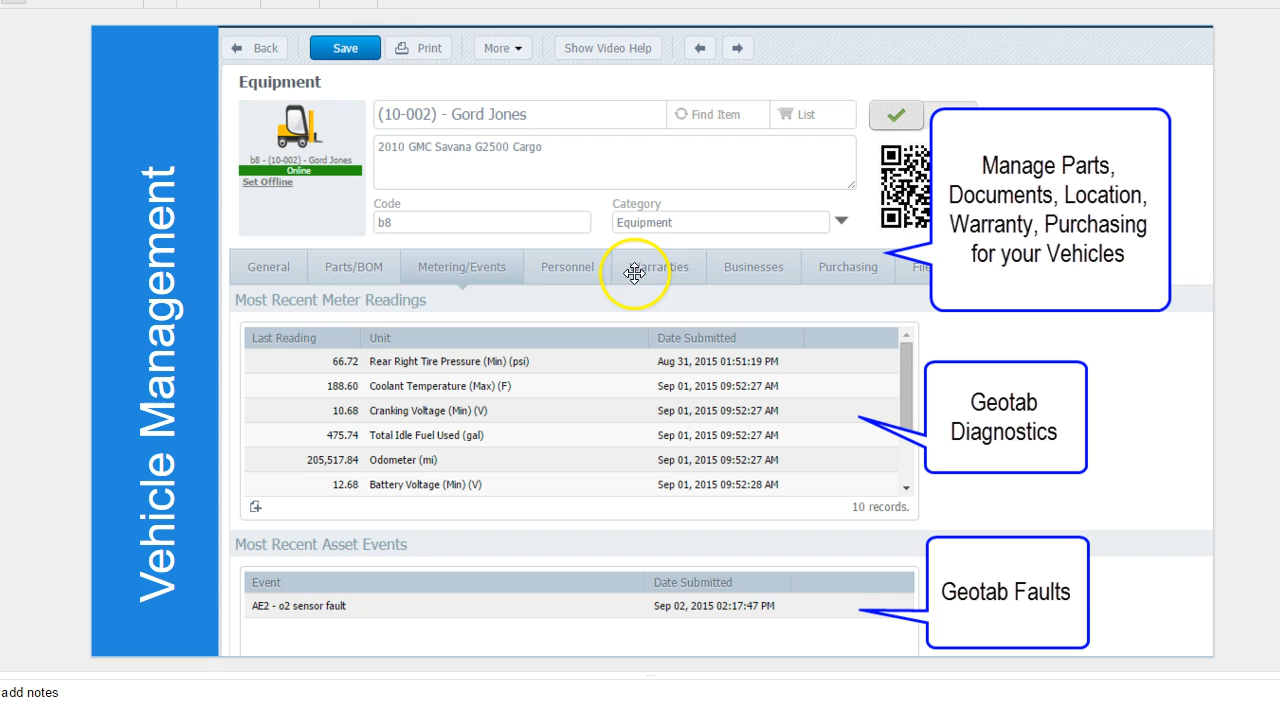 Vehicle Management
Back
Save
Print
More
Show Video Help
Equipment
(10-002) - Gord Jones
Find Item
List
b8 - (10-002) - Gord Jones
Online
Set Offline
2010 GMC Savana G2500 Cargo
Code
Category
b8
Equipment
Manage Parts,
Documents, Location,
Warranty, Purchasing
for your Vehicles
General
Parts/BOM
Metering/Events
Personnel
Businesses
Purchasing
Most Recent Meter Readings
Last Reading Unit Date Submitted
66.72 Rear Right Tire Pressure (Min) (psi) Aug 31, 2015 01:51:19 PM
188.60 Coolant Temperature (Max) (F) Sep 01, 2015 09:52:27 AM
10.68 Cranking Voltage (Min) (V) Sep 01, 2015 09:52:27 AM
475.74 Total Idle Fuel Used (gal) Sep 01, 2015 09:52:27 AM
205,517.84 Odometer (mi) Sep 01, 2015 09:52:27 AM
12.68 Battery Voltage (Min) (V) Sep 01, 2015 09:52:28 AM
10 records.
Geotab
Diagnostics
Most Recent Asset Events
Event Date Submitted
AE2 - o2 sensor fault Sep 02, 2015 02:17:47 PM
Geotab Faults
add notes